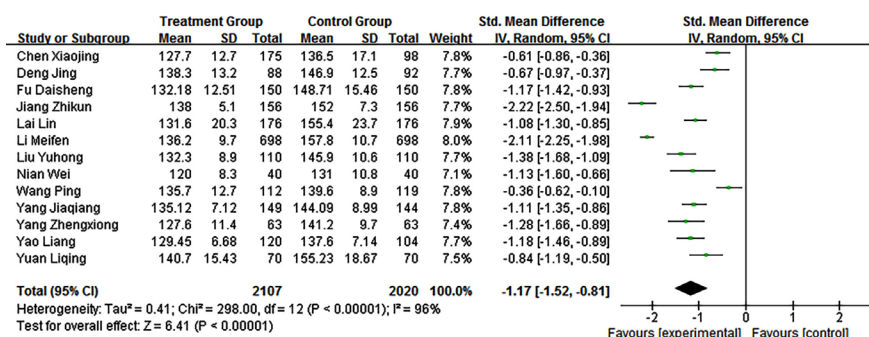 Treatment Group Control Group Std. Mean Difference Std. Mean Difference
Study or Subgroup Mean SD Total Mean SD Total Weight IV, Random, 95% CI IV, Random, 95% CI
Chen Xiaojing 127.7 12.7 175 136.5 17.1 98 7.8% -0.61 [-0.86, -0.36]
Deng Jing 138.3 13.2 88 146.9 12.5 92 7.7% -0.67 [-0.97, -0.37]
Fu Daisheng 132.18 12.51 150 148.71 15.46 150 7.8% -1.17 [-1.42, -0.93]
Jiang Zhikun 138 5.1 156 152 7.3 156 7.7% -2.22 [-2.50, -1.94]
Lai Lin 131.6 20.3 176 155.4 23.7 176 7.9% -1.08 [-1.30, -0.85]
Li Meifen 136.2 9.7 698 157.8 10.7 698 8.0% -2.11 [-2.25, -1.98]
Liu Yuhong 132.3 8.9 110 145.9 10.6 110 7.7% -1.38 [-1.68, -1.09]
Nian Wei 120 8.3 40 131 10.8 40 7.2% -1.13 [-1.60, -0.66]
Wang Ping 135.7 12.7 112 139.6 8.9 119 7.8% -0.36 [-0.62, -0.10]
Yang Jiaqiang 135.12 7.12 149 144.09 8.99 144 7.8% -1.11 [-1.35, -0.86]
Yang Zhengxiong 127.6 11.4 63 141.2 9.7 63 7.5% -1.28 [-1.66, -0.89]
Yao Liang 129.45 6.68 120 137.6 7.14 104 7.7% -1.18 [-1.46, -0.89]
Yuan Liqing 140.7 15.43 70 155.23 18.67 70 7.5% -0.84 [-1.19, -0.50]
Total (95% CI) 2107 2020 100.0% -1.17 [-1.52, -0.81]
Heterogeneity: Tau² = 0.41; Chi² = 298.00, df = 12 (P < 0.00001); I² = 96%
Test for overall effect: Z = 6.41 (P < 0.00001)
-2 -1 0 1 2
Favours [experimental] Favours [control]